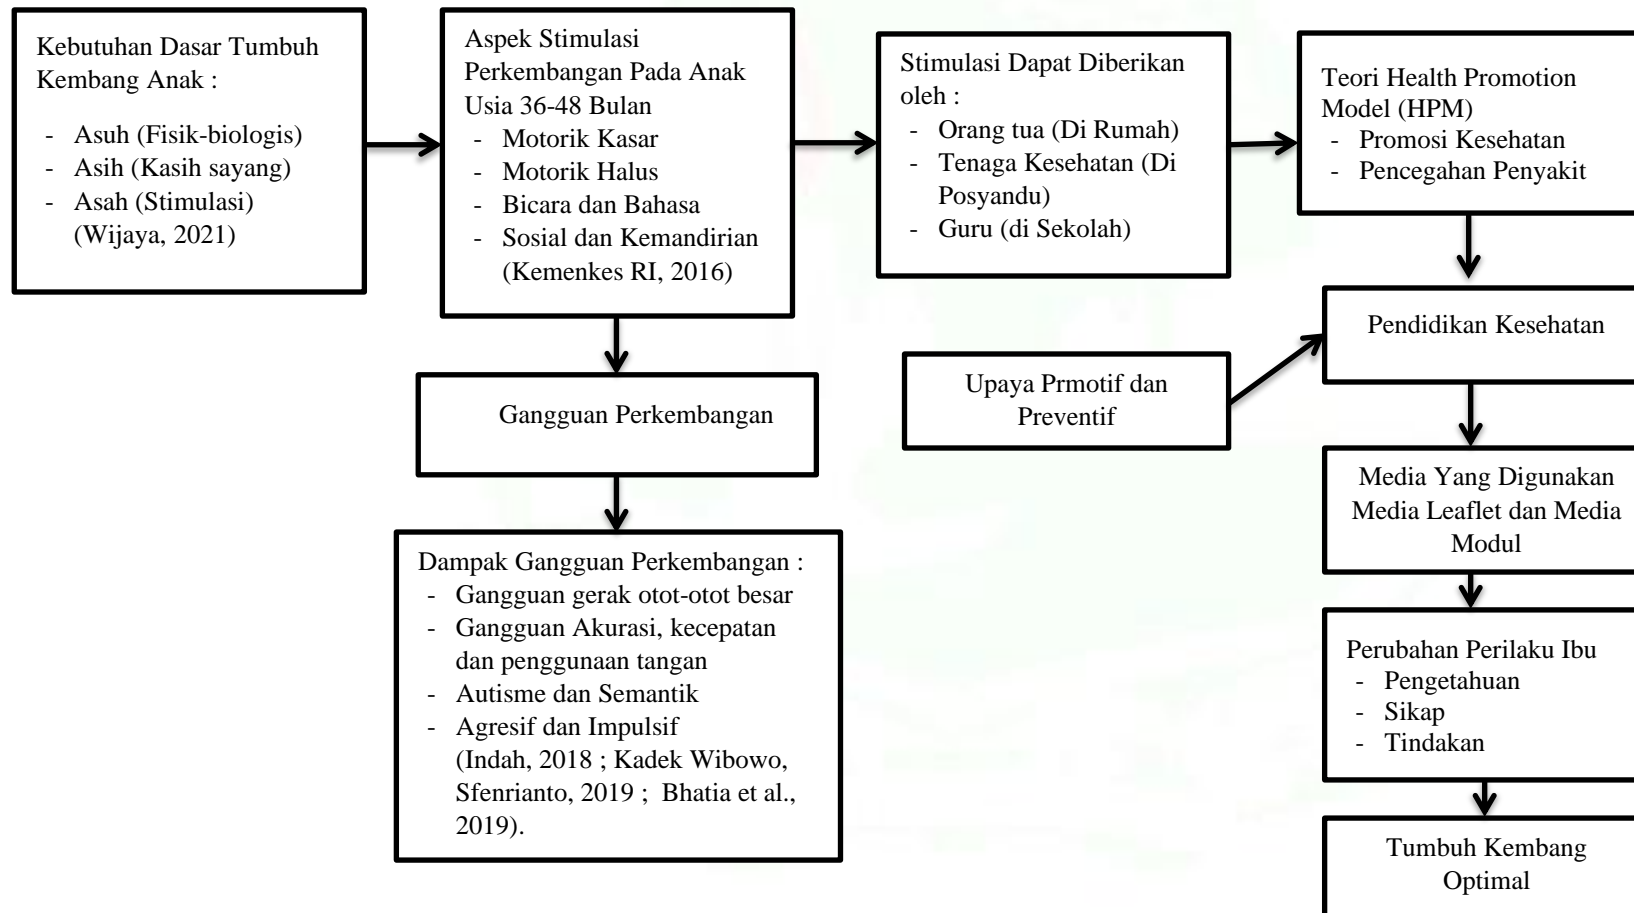 Kebutuhan Dasar Tumbuh
Kembang Anak :
- Asuh (Fisik-biologis)
- Asih (Kasih sayang)
- Asah (Stimulasi)
(Wijaya, 2021)
Aspek Stimulasi
Perkembangan Pada Anak
Usia 36-48 Bulan
- Motorik Kasar
- Motorik Halus
- Bicara dan Bahasa
- Sosial dan Kemandirian
(Kemenkes RI, 2016)
Stimulasi Dapat Diberikan
oleh :
- Orang tua (Di Rumah)
- Tenaga Kesehatan (Di
Posyandu)
- Guru (di Sekolah)
Teori Health Promotion
Model (HPM)
- Promosi Kesehatan
- Pencegahan Penyakit
Gangguan Perkembangan
Upaya Prmotif dan
Preventif
Pendidikan Kesehatan
Dampak Gangguan Perkembangan :
- Gangguan gerak otot-otot besar
- Gangguan Akurasi, kecepatan
dan penggunaan tangan
- Autisme dan Semantik
- Agresif dan Impulsif
(Indah, 2018 ; Kadek Wibowo,
Sfenrianto, 2019 ; Bhatia et al.,
2019).
Media Yang Digunakan
Media Leaflet dan Media
Modul
Perubahan Perilaku Ibu
- Pengetahuan
- Sikap
- Tindakan
Tumbuh Kembang
Optimal